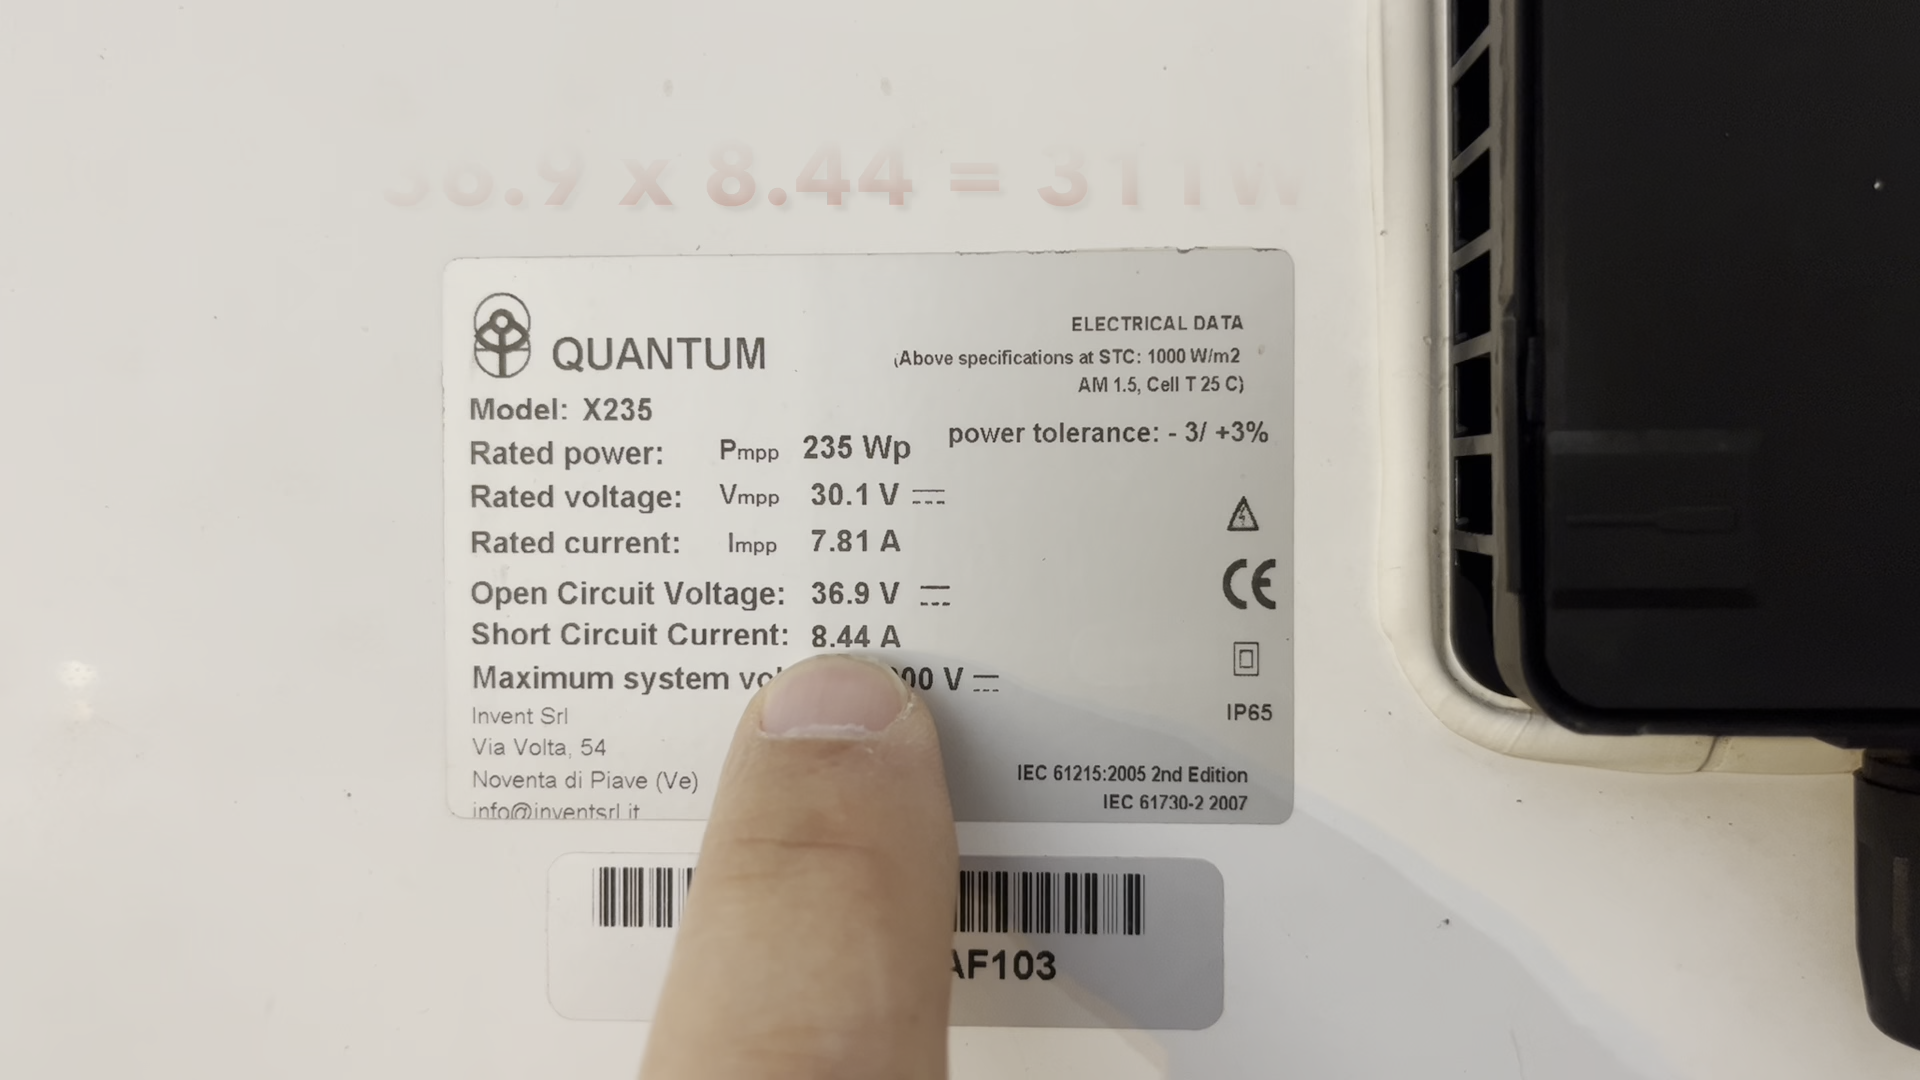 36.9 x 8.44 = 311W
QUANTUM
ELECTRICAL DATA
(Above specifications at STC: 1000 W/m2
AM 1.5, Cell T 25 C)
Model: X235
Rated power: Pmpp 235 Wp
power tolerance: - 3/ +3%
Rated voltage: Vmpp 30.1 V
Rated current: Impp 7.81 A
Open Circuit Voltage: 36.9 V
Short Circuit Current: 8.44 A
Maximum system V
CE
IP65
Invent Srl
Via Volta, 54
Noventa di Piave (Ve)
info@inventsrl.it
IEC 61215:2005 2nd Edition
IEC 61730-2 2007
AF103